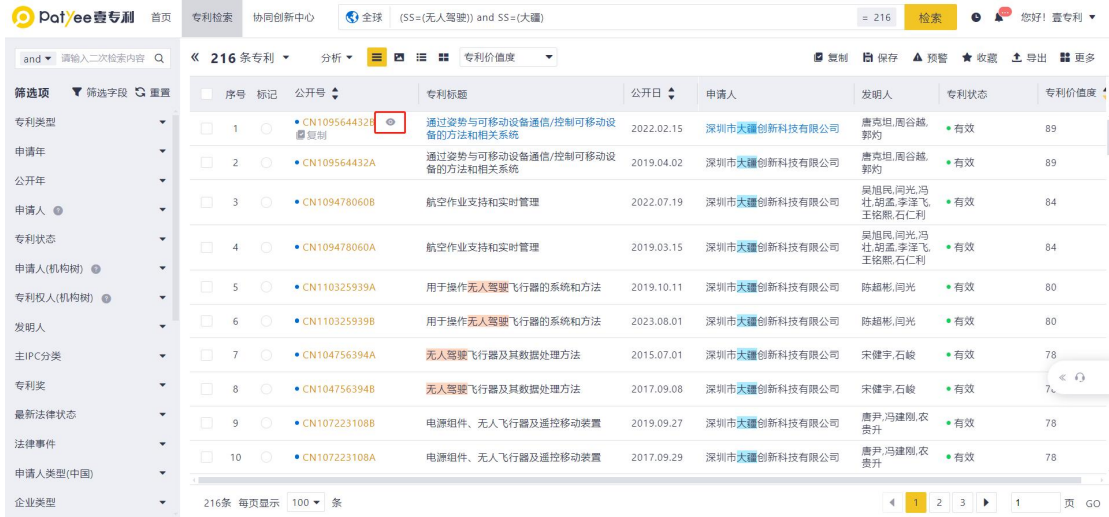 Patyee壹专利 首页 专利检索 协同创新中心 全球 (SS=(无人驾驶)) and SS=(大疆) = 216 检索 您好！壹专利
and 请输入二次检索内容
筛选项 筛选字段 重置
专利类型
申请年
公开年
申请人
专利状态
申请人(机构树)
专利权人(机构树)
发明人
主IPC分类
专利奖
最新法律状态
法律事件
申请人类型(中国)
企业类型
216 条专利 分析 专利价值度 复制 保存 预警 收藏 导出 更多
序号 标记 公开号 专利标题 公开日 申请人 发明人 专利状态 专利价值度
1 CN109564432B 通过姿势与可移动设备通信/控制可移动设 2022.02.15 深圳市大疆创新科技有限公司 唐克坦,周谷越, 有效 89
复制 备的方法和相关系统 郭灼
2 CN109564432A 通过姿势与可移动设备通信/控制可移动设 2019.04.02 深圳市大疆创新科技有限公司 唐克坦,周谷越, 有效 89
备的方法和相关系统 郭灼
3 CN109478060B 航空作业支持和实时管理 2022.07.19 深圳市大疆创新科技有限公司 吴旭民,闫光,冯 有效 84
壮,胡孟,李泽飞,
王铭熙,石仁利
4 CN109478060A 航空作业支持和实时管理 2019.03.15 深圳市大疆创新科技有限公司 吴旭民,闫光,冯 有效 84
壮,胡孟,李泽飞,
王铭熙,石仁利
5 CN110325939A 用于操作无人驾驶飞行器的系统和方法 2019.10.11 深圳市大疆创新科技有限公司 陈超彬,闫光 有效 80
6 CN110325939B 用于操作无人驾驶飞行器的系统和方法 2023.08.01 深圳市大疆创新科技有限公司 陈超彬,闫光 有效 80
7 CN104756394A 无人驾驶飞行器及其数据处理方法 2015.07.01 深圳市大疆创新科技有限公司 宋健宇,石峻 有效 78
8 CN104756394B 无人驾驶飞行器及其数据处理方法 2017.09.08 深圳市大疆创新科技有限公司 宋健宇,石峻 有效
9 CN107223108B 电源组件、无人飞行器及遥控移动装置 2019.09.27 深圳市大疆创新科技有限公司 唐尹,冯建刚,农 有效 78
贵升
10 CN107223108A 电源组件、无人飞行器及遥控移动装置 2017.09.29 深圳市大疆创新科技有限公司 唐尹,冯建刚,农 有效 78
贵升
216条 每页显示 100 条 1 2 3 1 页 GO